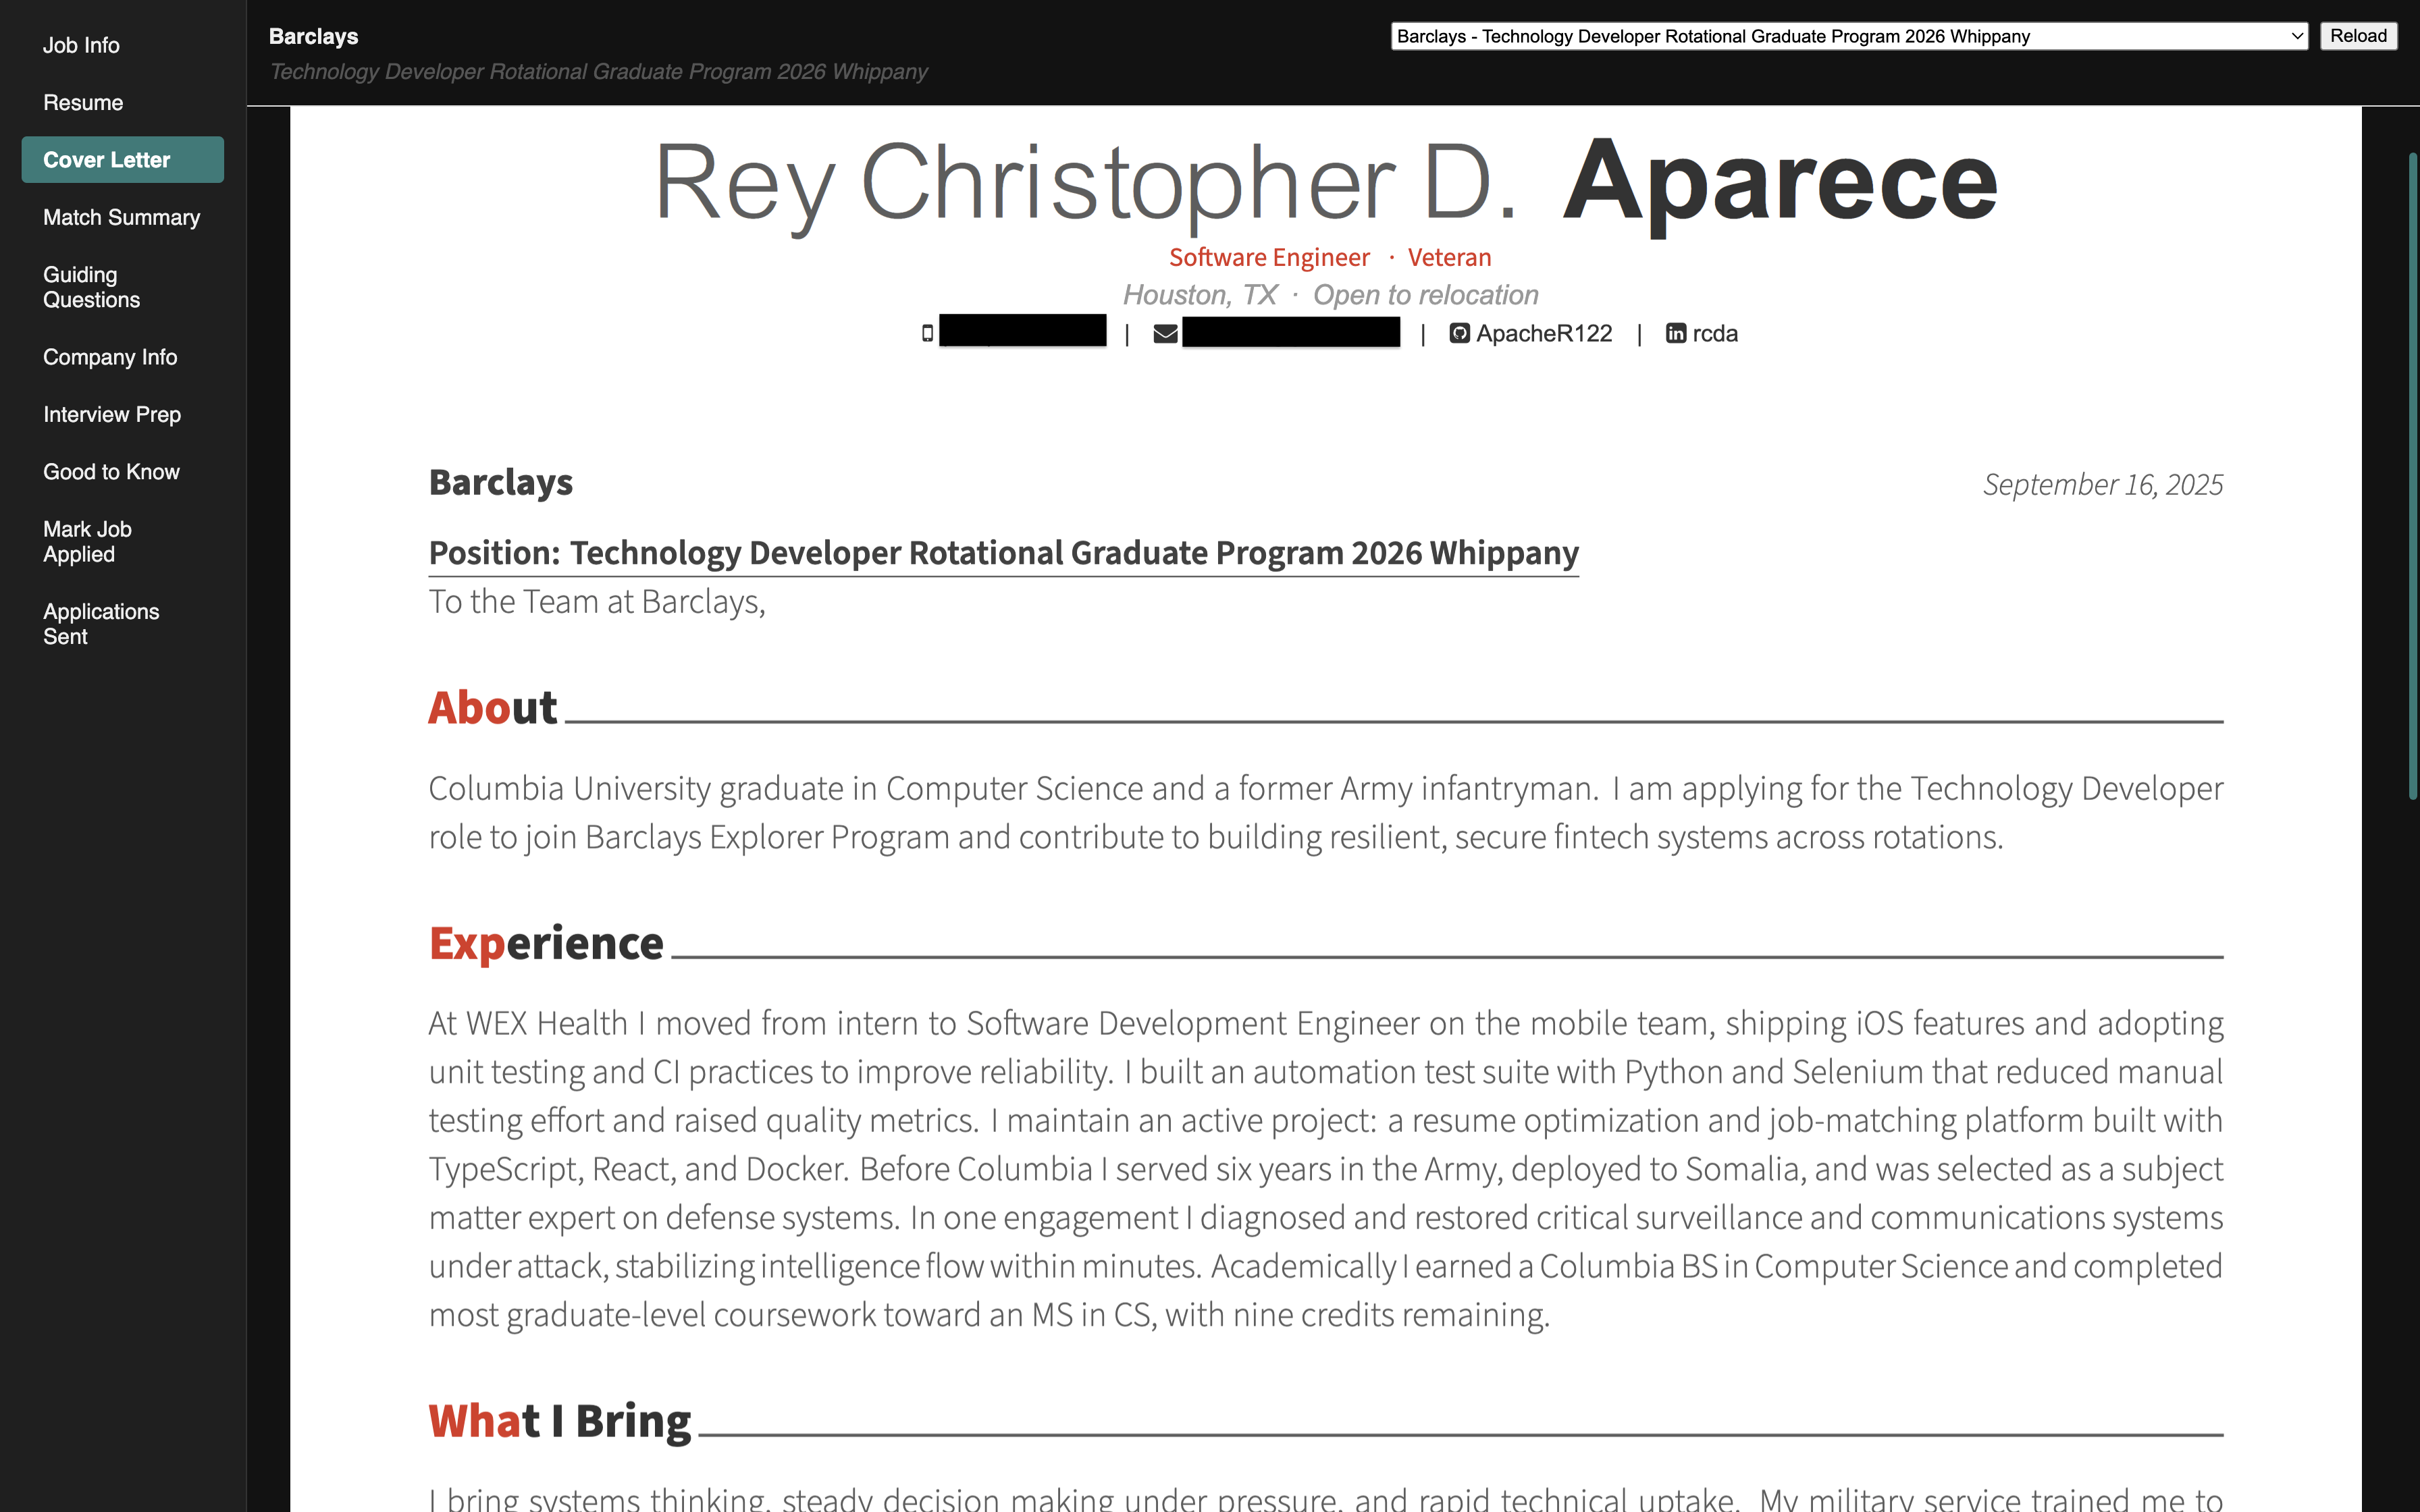 Job Info
Resume
Cover Letter
Match Summary
Guiding
Questions
Company Info
Interview Prep
Good to Know
Mark Job
Applied
Applications
Sent
Barclays
Technology Developer Rotational Graduate Program 2026 Whippany
Barclays - Technology Developer Rotational Graduate Program 2026 Whippany
Reload
Rey Christopher D. Aparece
Software Engineer · Veteran
Houston, TX · Open to relocation
| | ApacheR122 | rcda
Barclays
September 16, 2025
Position: Technology Developer Rotational Graduate Program 2026 Whippany
To the Team at Barclays,
About
Columbia University graduate in Computer Science and a former Army infantryman. I am applying for the Technology Developer
role to join Barclays Explorer Program and contribute to building resilient, secure fintech systems across rotations.
Experience
At WEX Health I moved from intern to Software Development Engineer on the mobile team, shipping iOS features and adopting
unit testing and CI practices to improve reliability. I built an automation test suite with Python and Selenium that reduced manual
testing effort and raised quality metrics. I maintain an active project: a resume optimization and job-matching platform built with
TypeScript, React, and Docker. Before Columbia I served six years in the Army, deployed to Somalia, and was selected as a subject
matter expert on defense systems. In one engagement I diagnosed and restored critical surveillance and communications systems
under attack, stabilizing intelligence flow within minutes. Academically I earned a Columbia BS in Computer Science and completed
most graduate-level coursework toward an MS in CS, with nine credits remaining.
What I Bring
I bring systems thinking, steady decision making under pressure, and rapid technical uptake. My military service trained me to